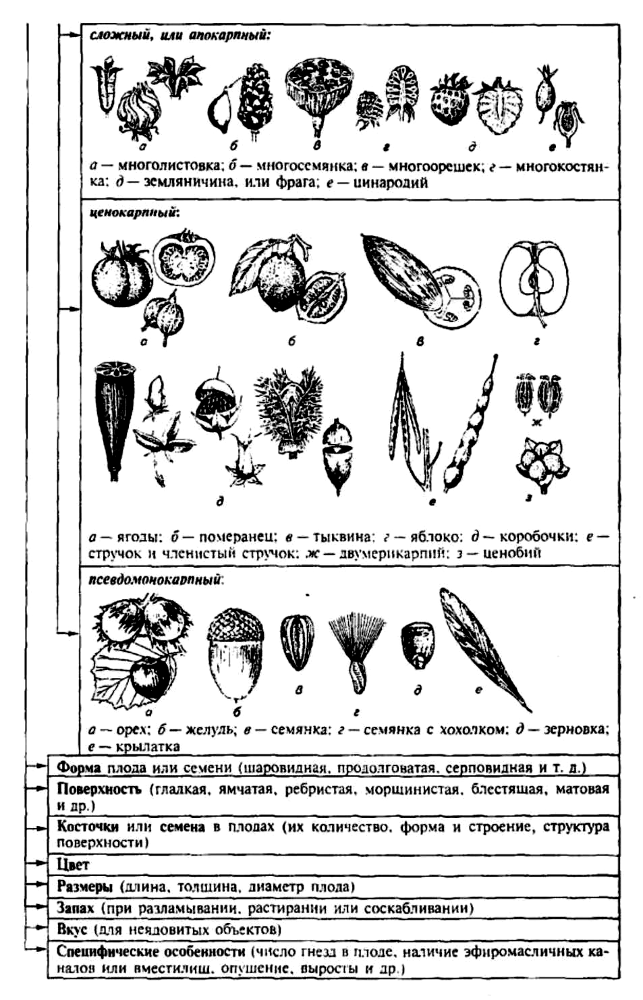 сложный, или апокарпный:
а б в г д е
а — многолистовка; б — многосемянка; в — многоорешек; г — многокостян-
ка; д — земляничина, или фрага; е — цинародий
ценокарпный:
а б в г
ж
д е з
а — ягоды; б — померанец; в — тыквина; г — яблоко; д — коробочки; е —
стручок и членистый стручок; ж — двумерикарпий; з — ценобий
псевдомонокарпный:
в г д е
а б
а — орех; б — желудь; в — семянка; г — семянка с хохолком; д — зерновка;
е — крылатка
Форма плода или семени (шаровидная, продолговатая, серповидная и т. д.)
Поверхность (гладкая, ямчатая, ребристая, морщинистая, блестящая, матовая
и др.)
Косточки или семена в плодах (их количество, форма и строение, структура
поверхности)
Цвет
Размеры (длина, толщина, диаметр плода)
Запах (при разламывании, растирании или соскабливании)
Вкус (для неядовитых объектов)
Специфические особенности (число гнезд в плоде, наличие эфиромасличных ка-
налов или вместилищ, опушение, выросты и др.)